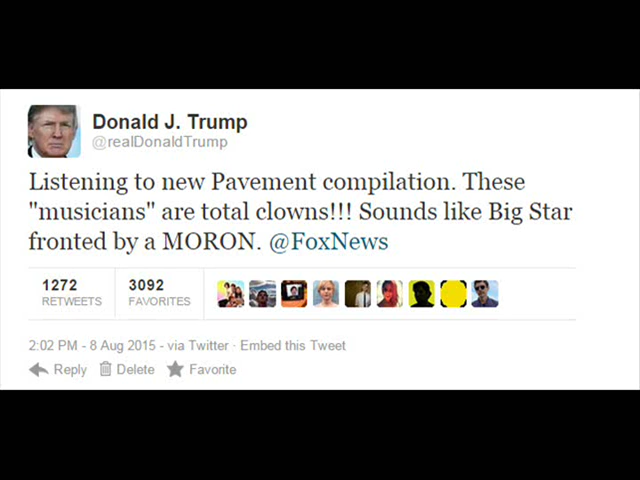 Donald J. Trump
@realDonaldTrump
Listening to new Pavement compilation. These
"musicians" are total clowns!!! Sounds like Big Star
fronted by a MORON. @FoxNews
1272 3092
RETWEETS FAVORITES
2:02 PM - 8 Aug 2015 - via Twitter · Embed this Tweet
Reply Delete Favorite